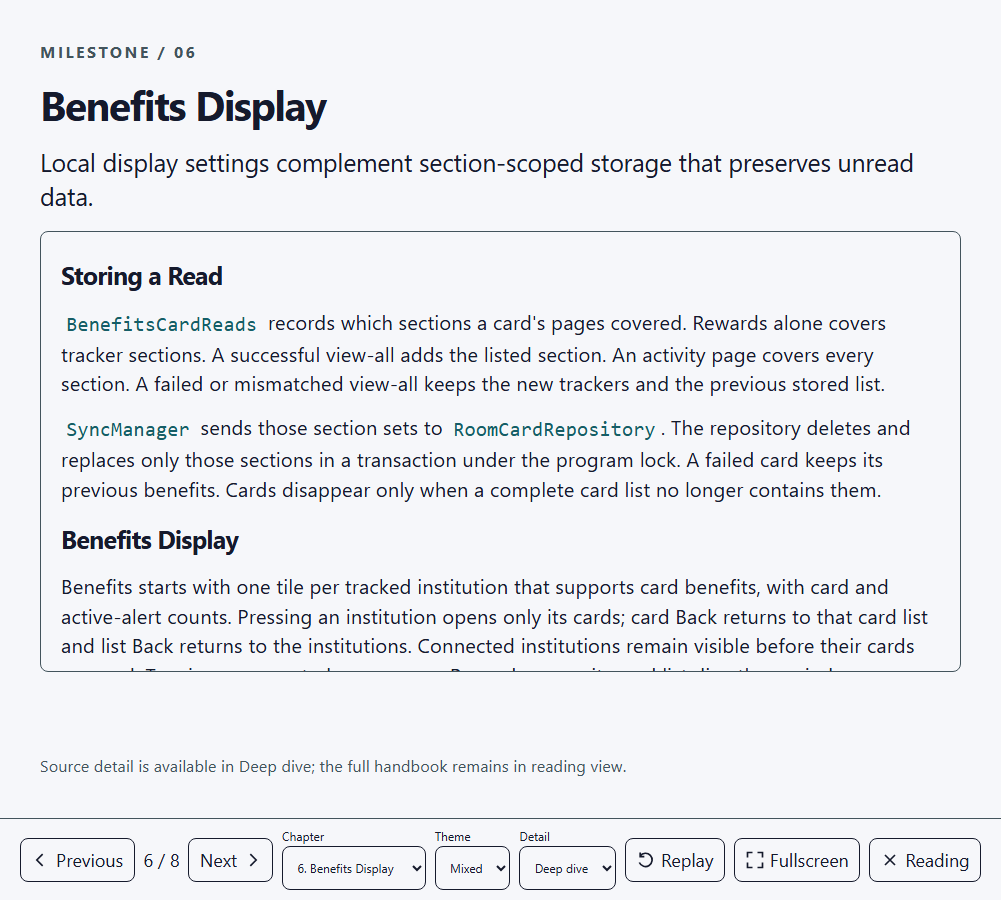 MILESTONE / 06
Benefits Display
Local display settings complement section-scoped storage that preserves unread
data.
Storing a Read
BenefitsCardReads records which sections a card's pages covered. Rewards alone covers
tracker sections. A successful view-all adds the listed section. An activity page covers every
section. A failed or mismatched view-all keeps the new trackers and the previous stored list.
SyncManager sends those section sets to RoomCardRepository. The repository deletes and
replaces only those sections in a transaction under the program lock. A failed card keeps its
previous benefits. Cards disappear only when a complete card list no longer contains them.
Benefits Display
Benefits starts with one tile per tracked institution that supports card benefits, with card and
active-alert counts. Pressing an institution opens only its cards; card Back returns to that card list
and list Back returns to the institutions. Connected institutions remain visible before their cards
Source detail is available in Deep dive; the full handbook remains in reading view.
Chapter
Theme
Detail
Previous
6 / 8
Next
6. Benefits Display
Mixed
Deep dive
Replay
Fullscreen
Reading